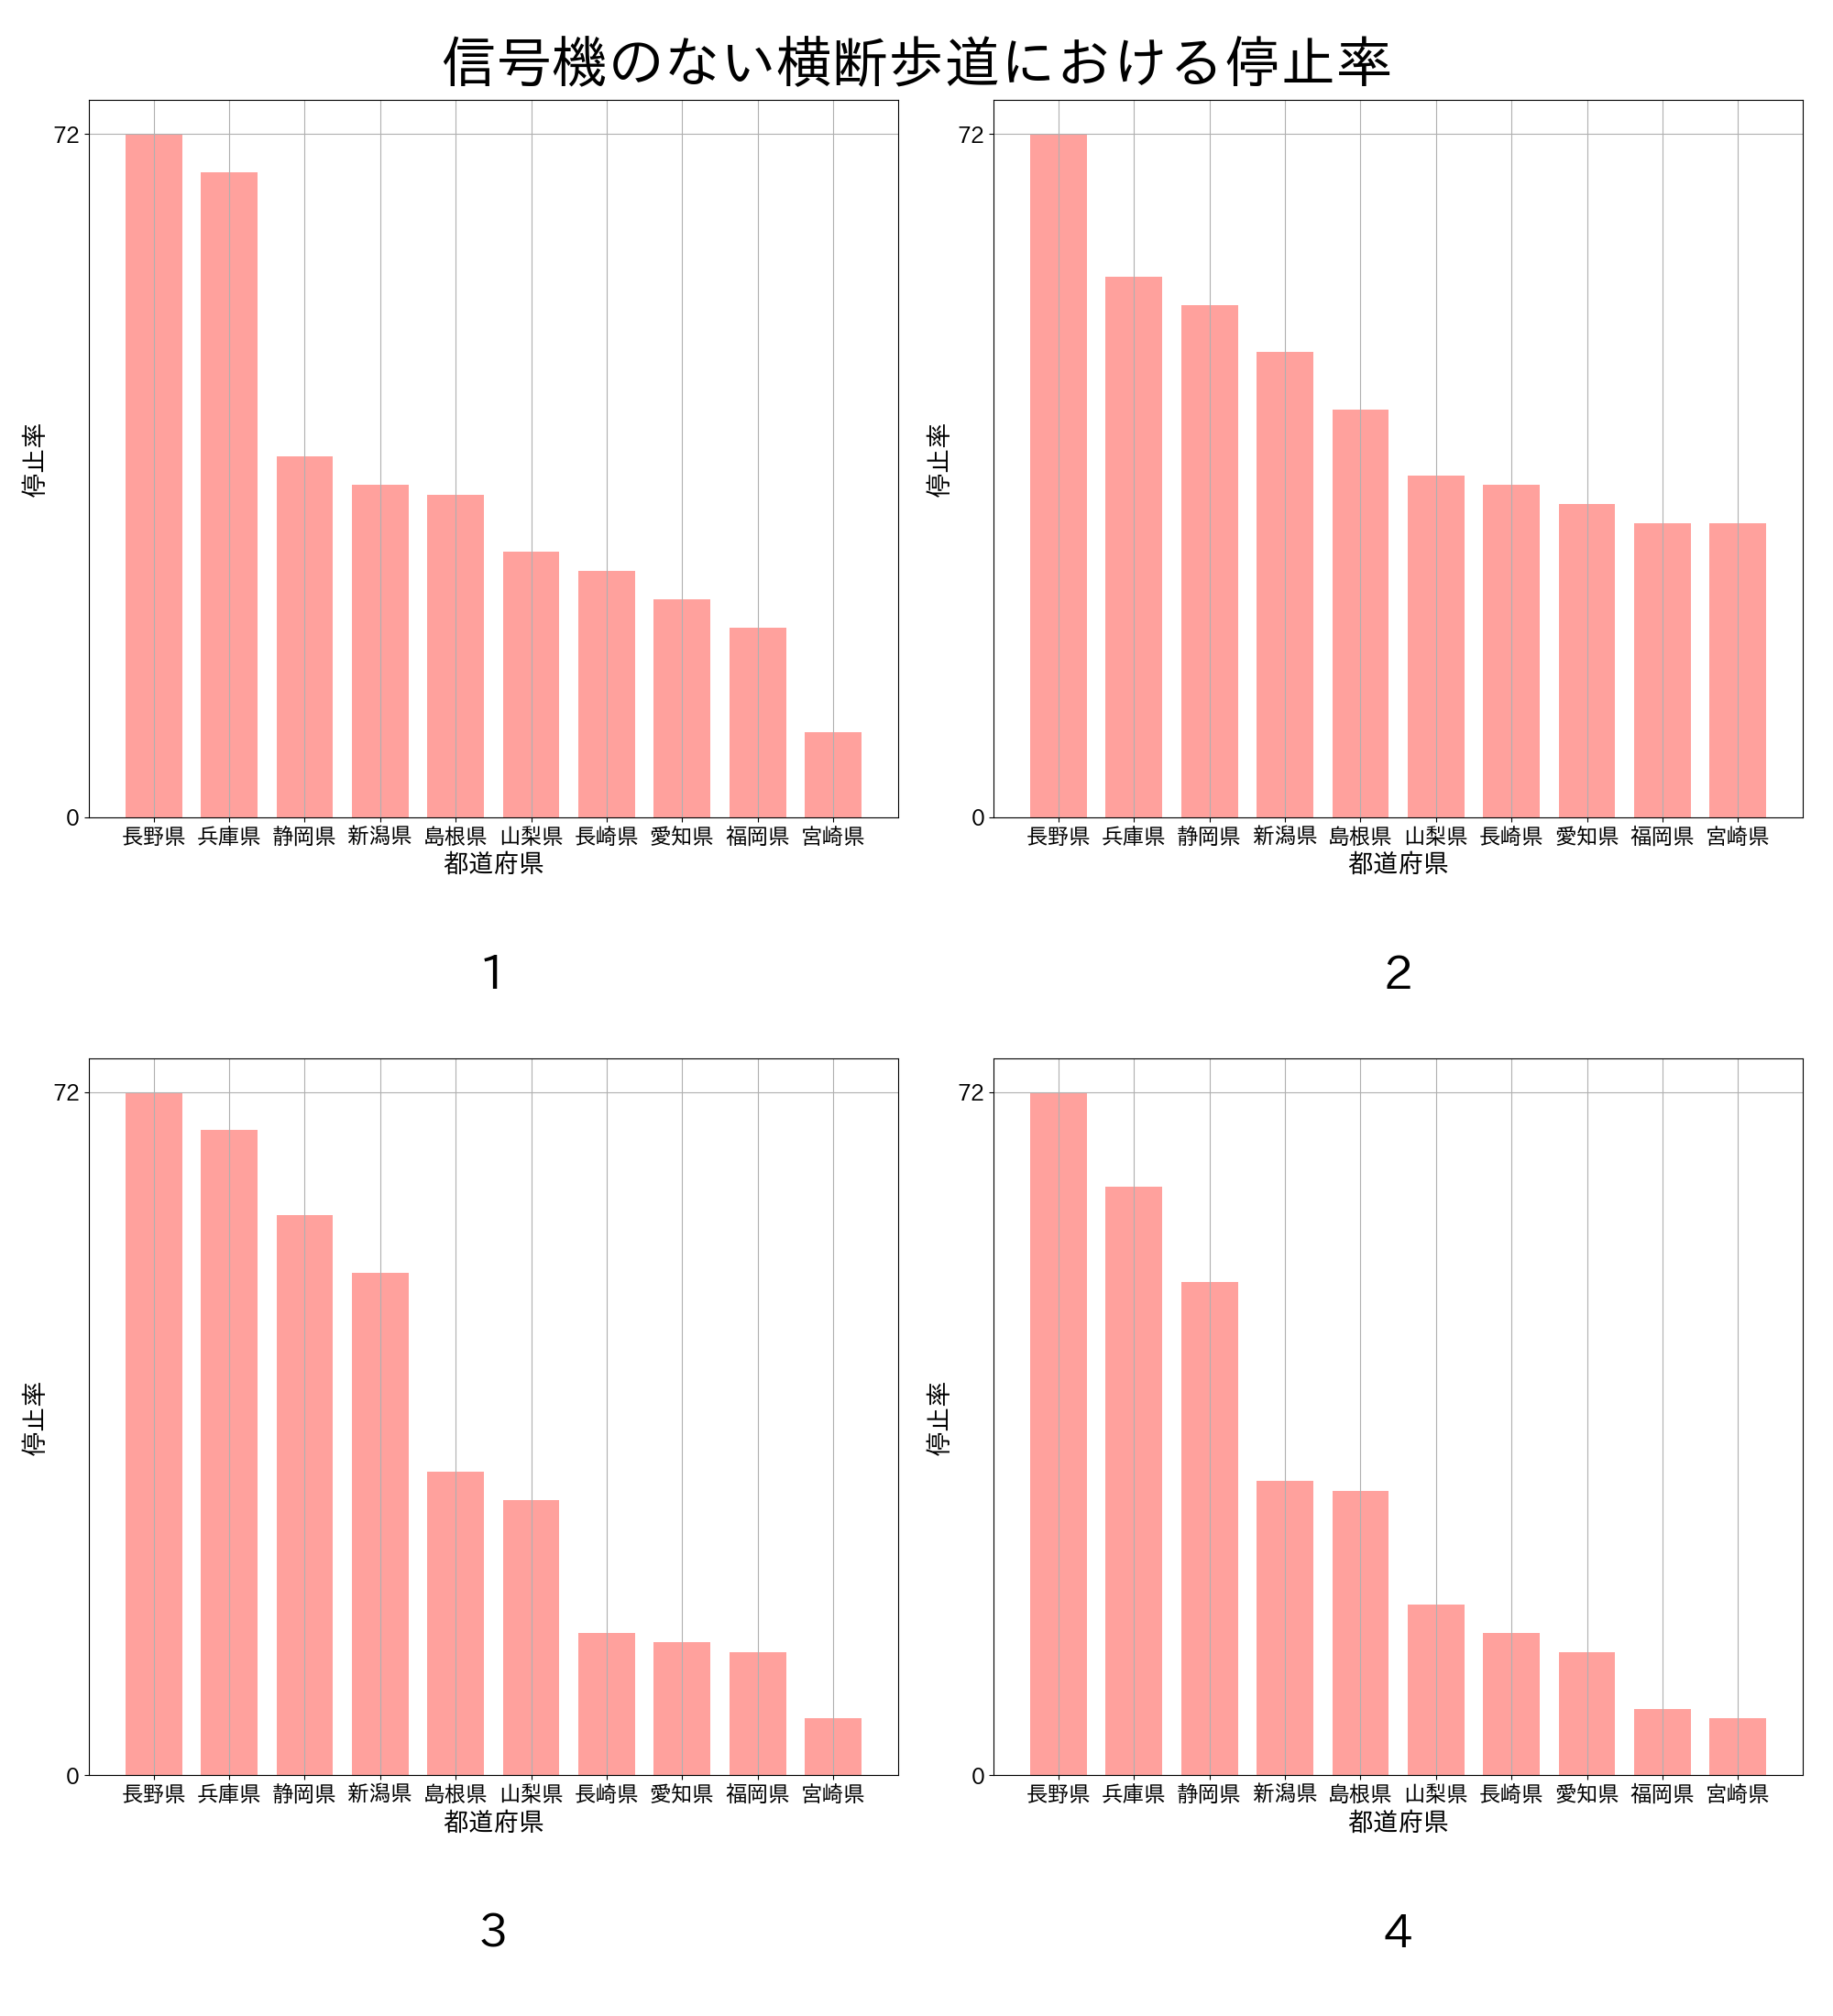 信号機のない横断歩道における停止率
72
停止率
0
長野県 兵庫県 静岡県 新潟県 島根県 山梨県 長崎県 愛知県 福岡県 宮崎県
都道府県
1
72
停止率
0
長野県 兵庫県 静岡県 新潟県 島根県 山梨県 長崎県 愛知県 福岡県 宮崎県
都道府県
2
72
停止率
0
長野県 兵庫県 静岡県 新潟県 島根県 山梨県 長崎県 愛知県 福岡県 宮崎県
都道府県
3
72
停止率
0
長野県 兵庫県 静岡県 新潟県 島根県 山梨県 長崎県 愛知県 福岡県 宮崎県
都道府県
4